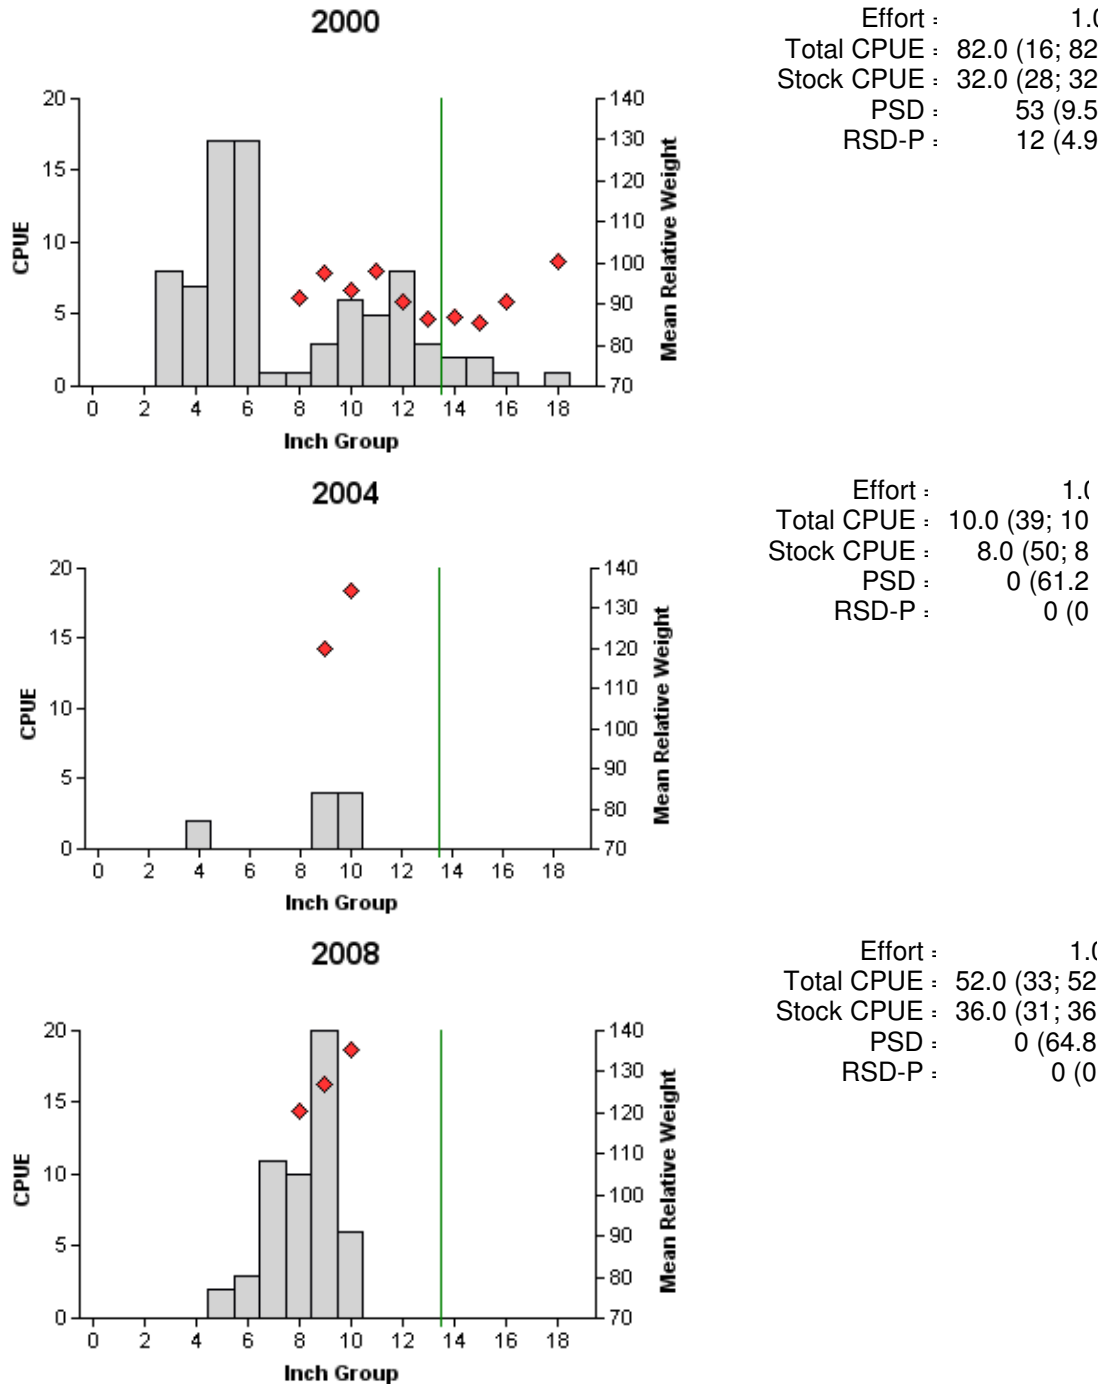 2000
Effort = 1.0
Total CPUE = 82.0 (16; 82
Stock CPUE = 32.0 (28; 32
PSD = 53 (9.5
RSD-P = 12 (4.9
20 15 10 5 0
CPUE
140 130 120 110 100 90 80 70
Mean Relative Weight
0 2 4 6 8 10 12 14 16 18
Inch Group
2004
Effort = 1.0
Total CPUE = 10.0 (39; 10
Stock CPUE = 8.0 (50; 8
PSD = 0 (61.2
RSD-P = 0 (0
20 15 10 5 0
CPUE
140 130 120 110 100 90 80 70
Mean Relative Weight
0 2 4 6 8 10 12 14 16 18
Inch Group
2008
Effort = 1.0
Total CPUE = 52.0 (33; 52
Stock CPUE = 36.0 (31; 36
PSD = 0 (64.8
RSD-P = 0 (0
20 15 10 5 0
CPUE
140 130 120 110 100 90 80 70
Mean Relative Weight
0 2 4 6 8 10 12 14 16 18
Inch Group